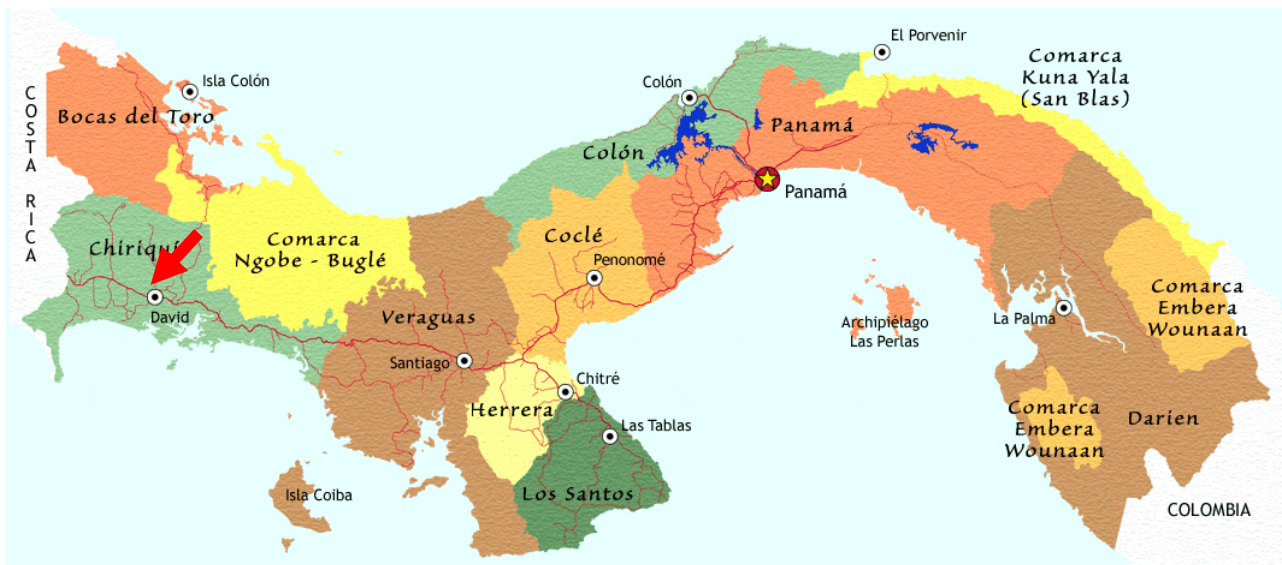 El Porvenir
Comarca
Kuna Yala
(San Blas)
COSTA RICA
Isla Colón
Bocas del Toro
Colón
Panamá
Colón
Panamá
Chiriquí
Comarca
Ngobe - Buglé
Coclé
Penonomé
David
Veraguas
Archipiélago
Las Perlas
La Palma
Comarca
Embera
Wounaan
Santiago
Chitré
Herrera
Las Tablas
Comarca
Embera
Wounaan
Darien
Isla Coiba
Los Santos
COLOMBIA